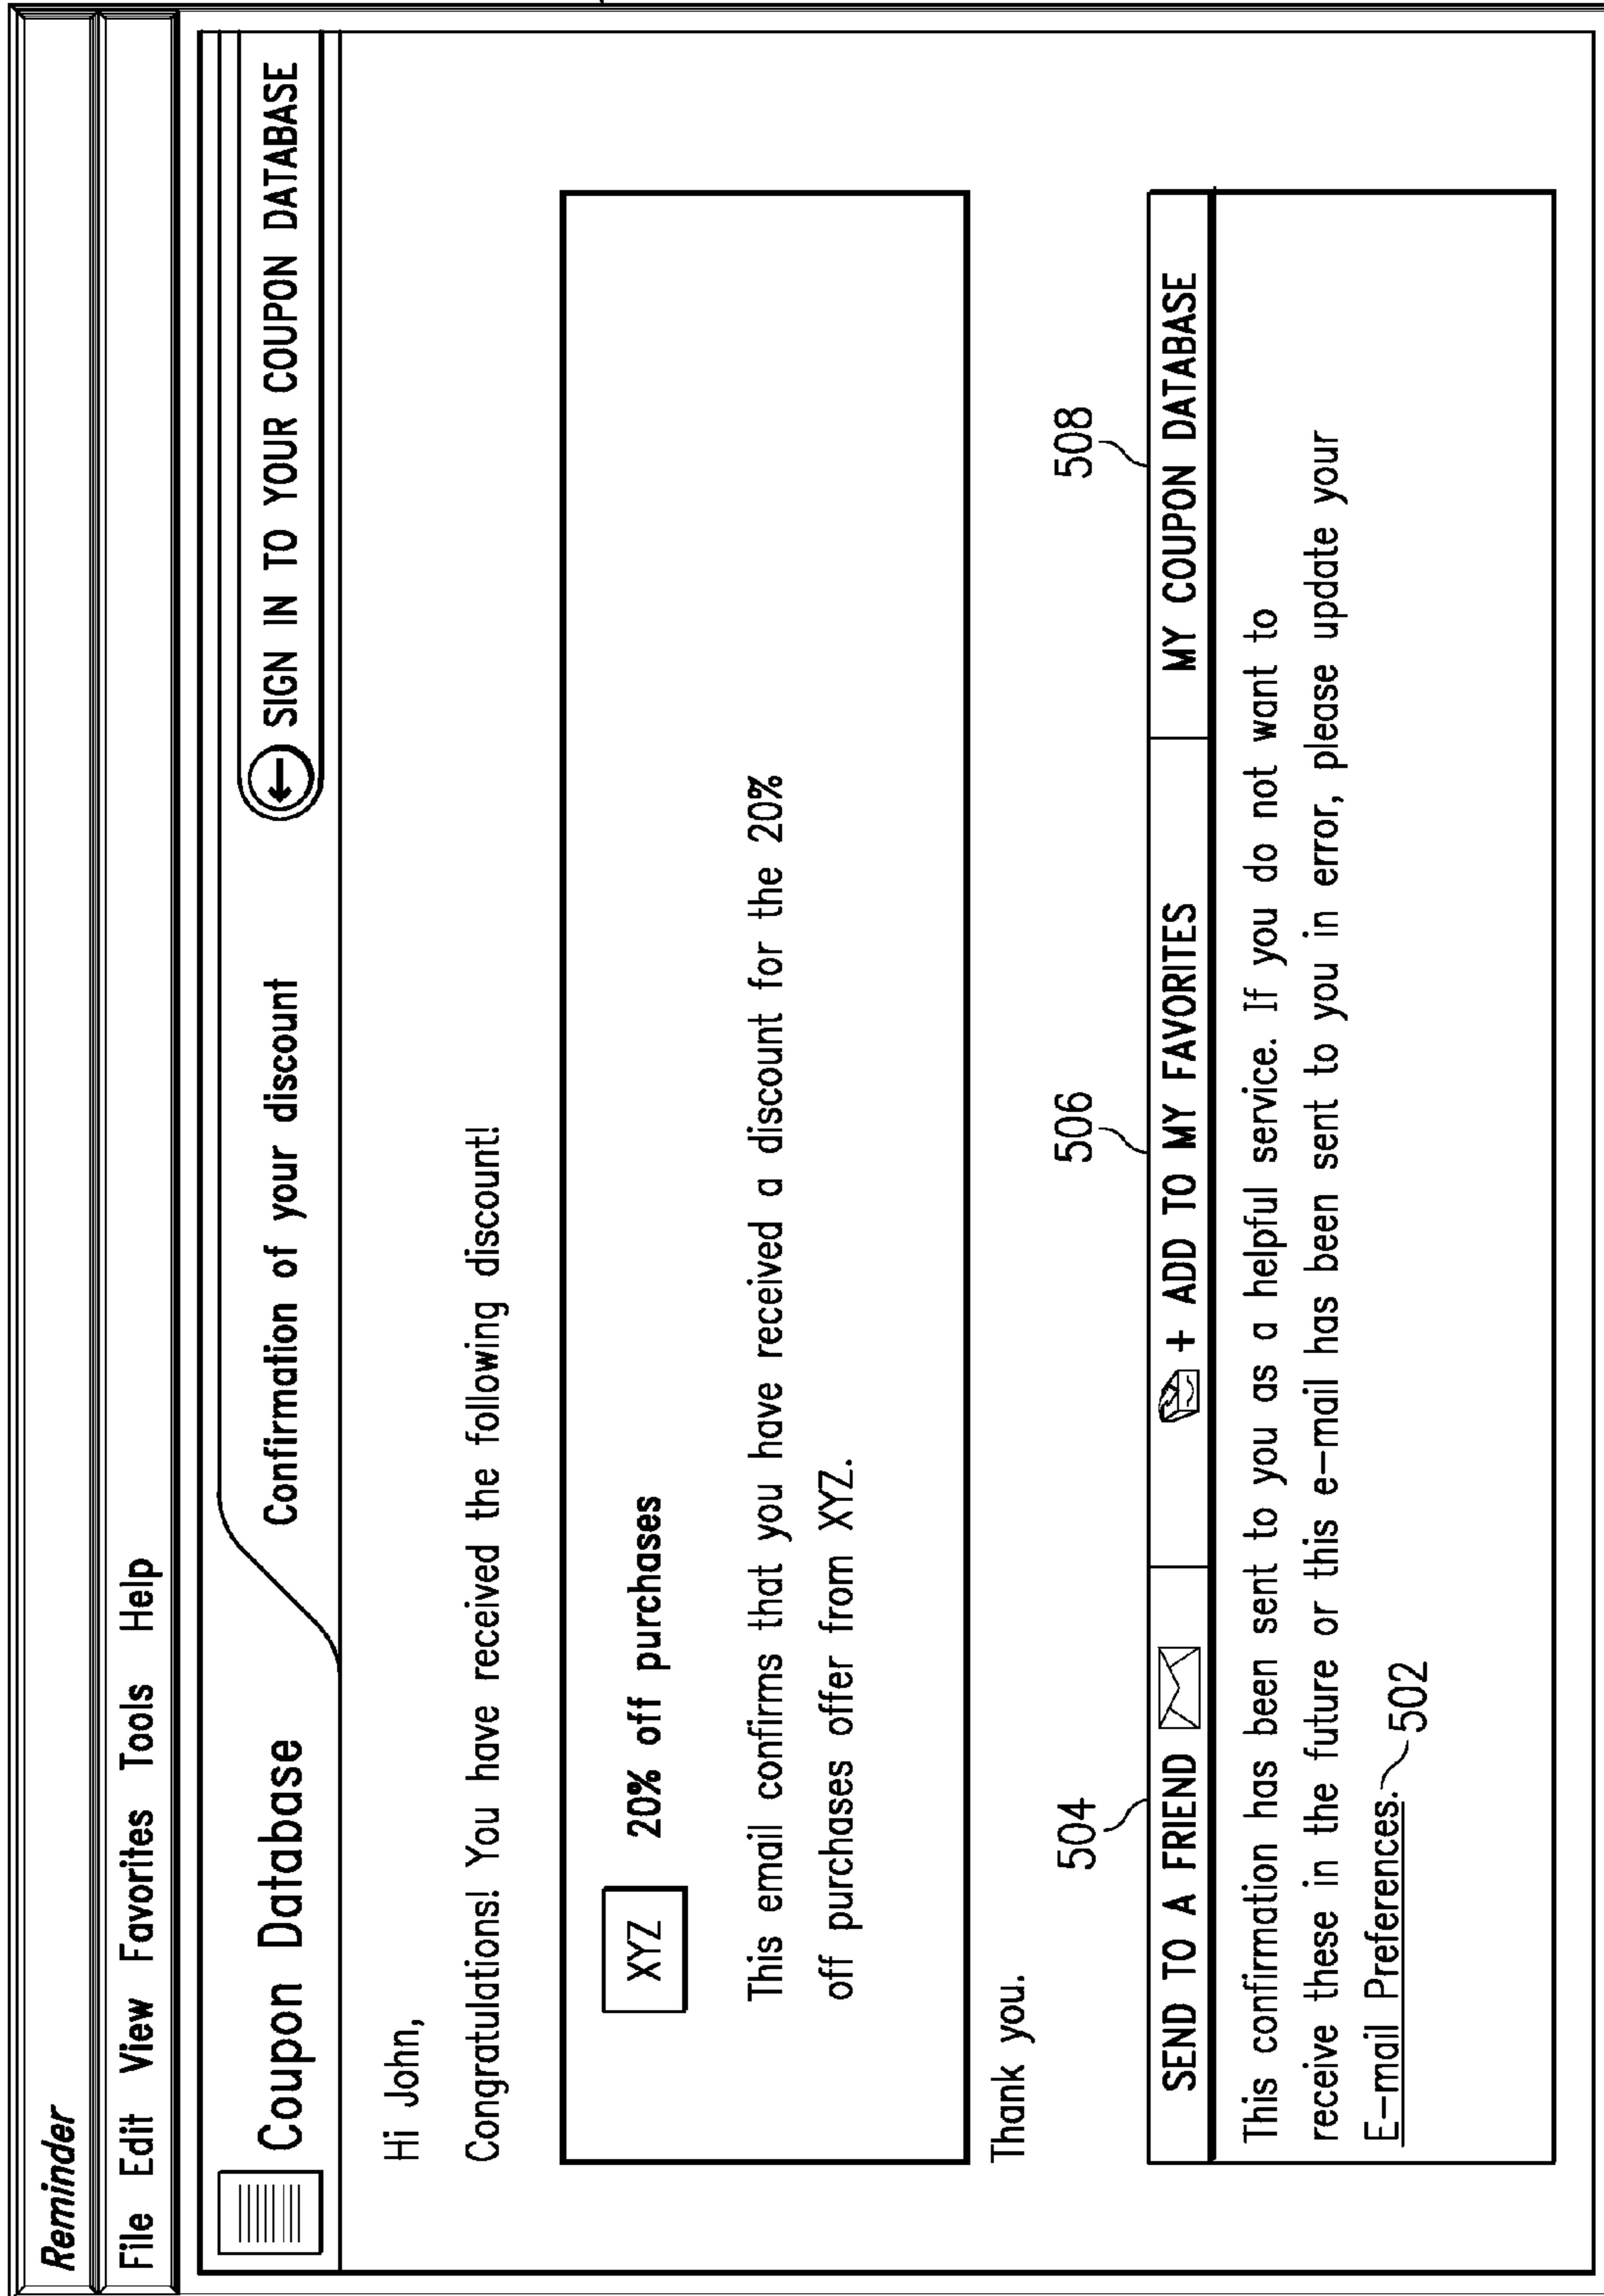 Reminder
File Edit View Favorites Tools Help
Coupon Database
Confirmation of your discount
SIGN IN TO YOUR COUPON DATABASE
Hi John,
Congratulations! You have received the following discount!
XYZ
20% off purchases
This email confirms that you have received a discount for the 20%
off purchases offer from XYZ.
Thank you.
504
506
508
SEND TO A FRIEND
+ ADD TO MY FAVORITES
MY COUPON DATABASE
This confirmation has been sent to you as a helpful service. If you do not want to
receive these in the future or this e-mail has been sent to you in error, please update your
E-mail Preferences.
502